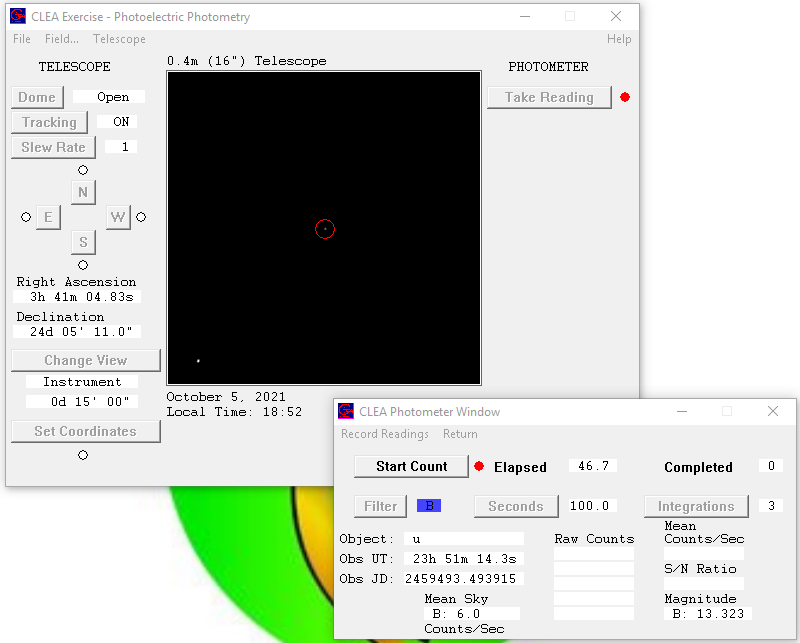 CLEA Exercise - Photoelectric Photometry
File Field... Telescope Help
TELESCOPE
0.4m (16") Telescope
PHOTOMETER
Dome Open
Take Reading
Tracking ON
Slew Rate 1
N
E W
S
Right Ascension
3h 41m 04.83s
Declination
24d 05' 11.0"
Change View
Instrument
0d 15' 00"
Set Coordinates
October 5, 2021
Local Time: 18:52
CLEA Photometer Window
Record Readings Return
Start Count Elapsed 46.7 Completed 0
Filter B Seconds 100.0 Integrations 3
Object: u
Obs UT: 23h 51m 14.3s
Obs JD: 2459493.493915
Mean Sky
B: 6.0
Counts/Sec
Raw Counts
Mean
Counts/Sec
S/N Ratio
Magnitude
B: 13.323